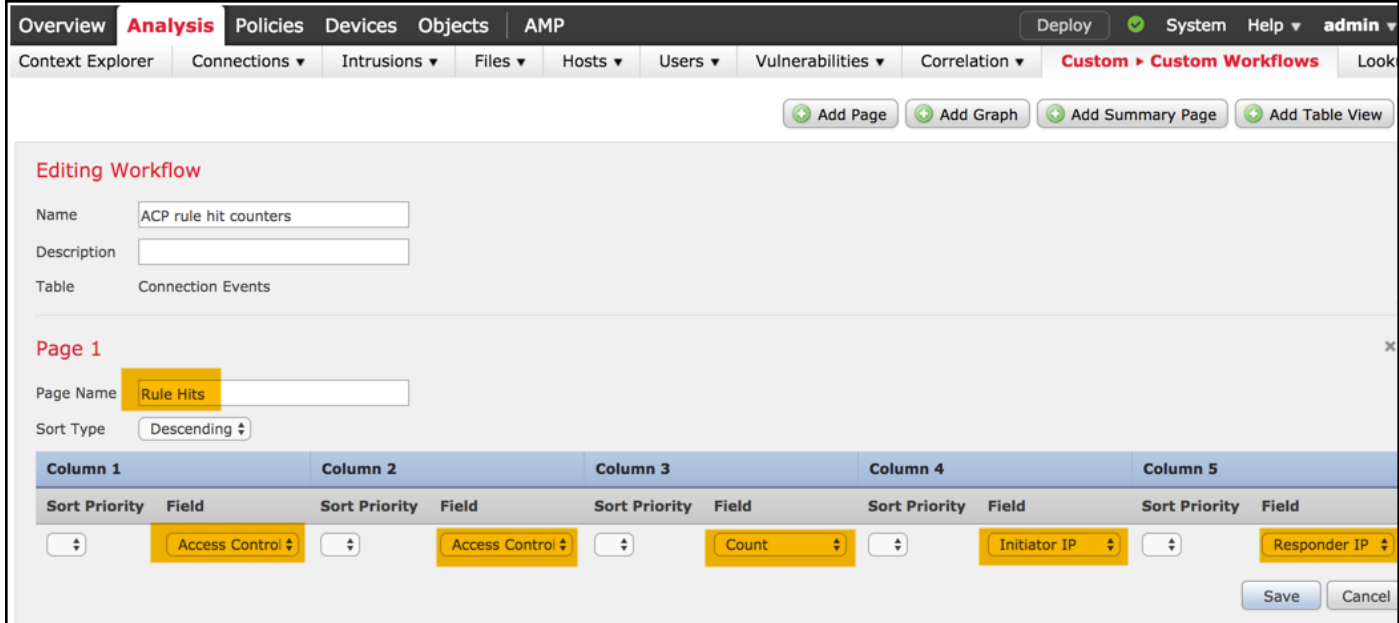 Overview Analysis Policies Devices Objects AMP Deploy System Help admin
Context Explorer Connections Intrusions Files Hosts Users Vulnerabilities Correlation Custom Custom Workflows Looku
Add Page Add Graph Add Summary Page Add Table View
Editing Workflow
Name ACP rule hit counters
Description
Table Connection Events
Page 1
Page Name Rule Hits
Sort Type Descending
Column 1 Column 2 Column 3 Column 4 Column 5
Sort Priority Field Sort Priority Field Sort Priority Field Sort Priority Field Sort Priority Field
Access Control Access Control Count Initiator IP Responder IP
Save Cancel